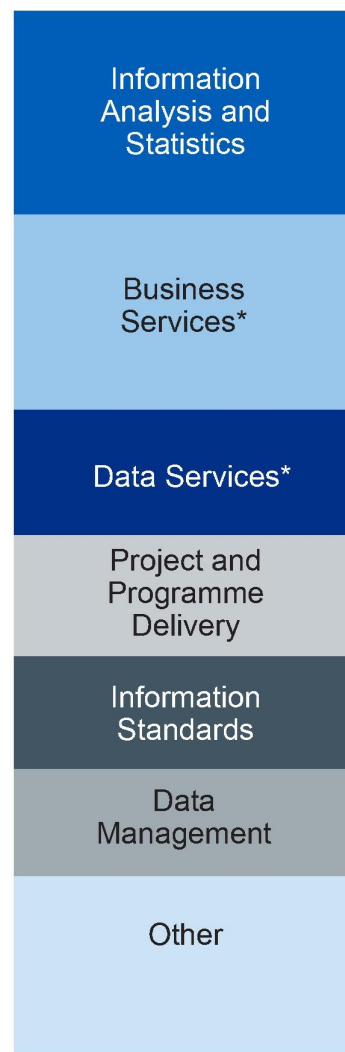 Information
Analysis and
Statistics
Business
Services*
Data Services*
Project and
Programme
Delivery
Information
Standards
Data
Management
Other